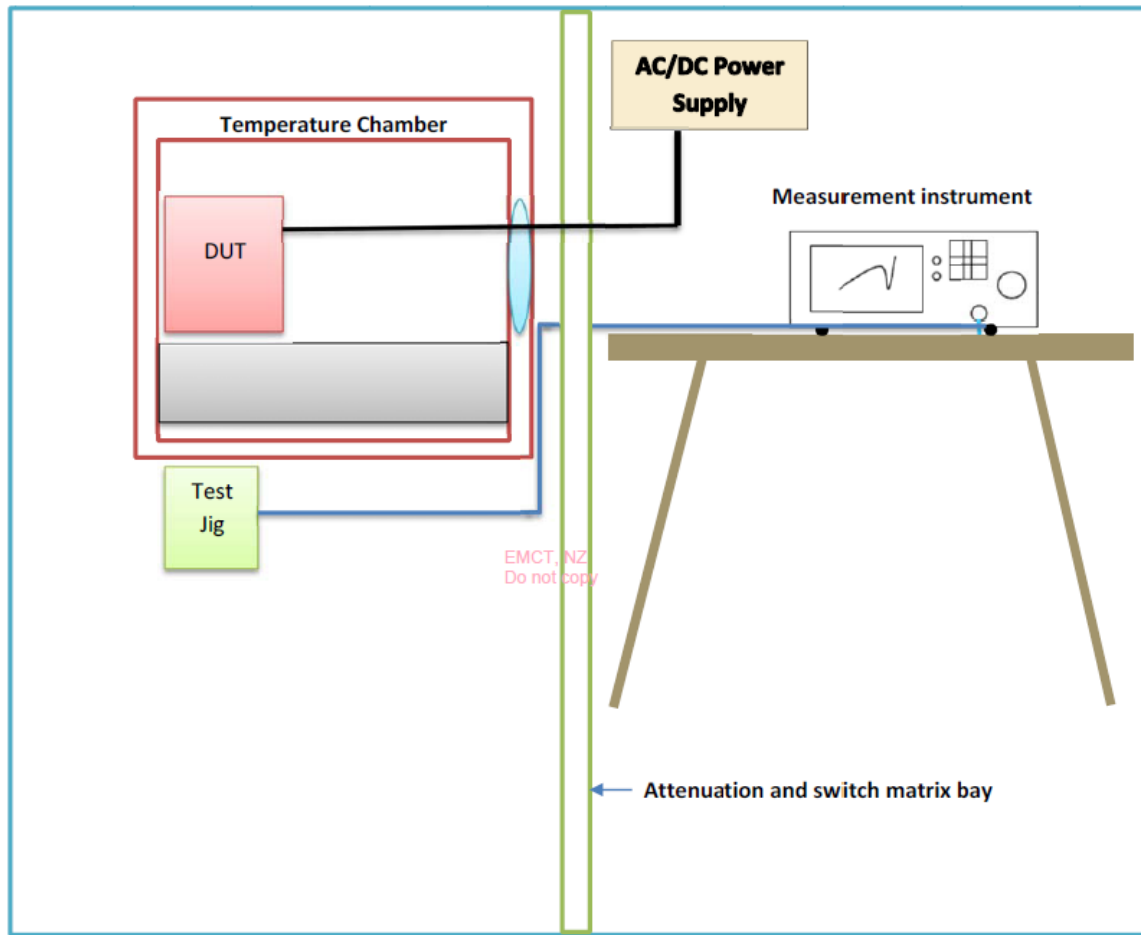 AC/DC Power
Supply
Temperature Chamber
Measurement instrument
DUT
Test
Jig
EMCT, NZ
Do not copy
Attenuation and switch matrix bay